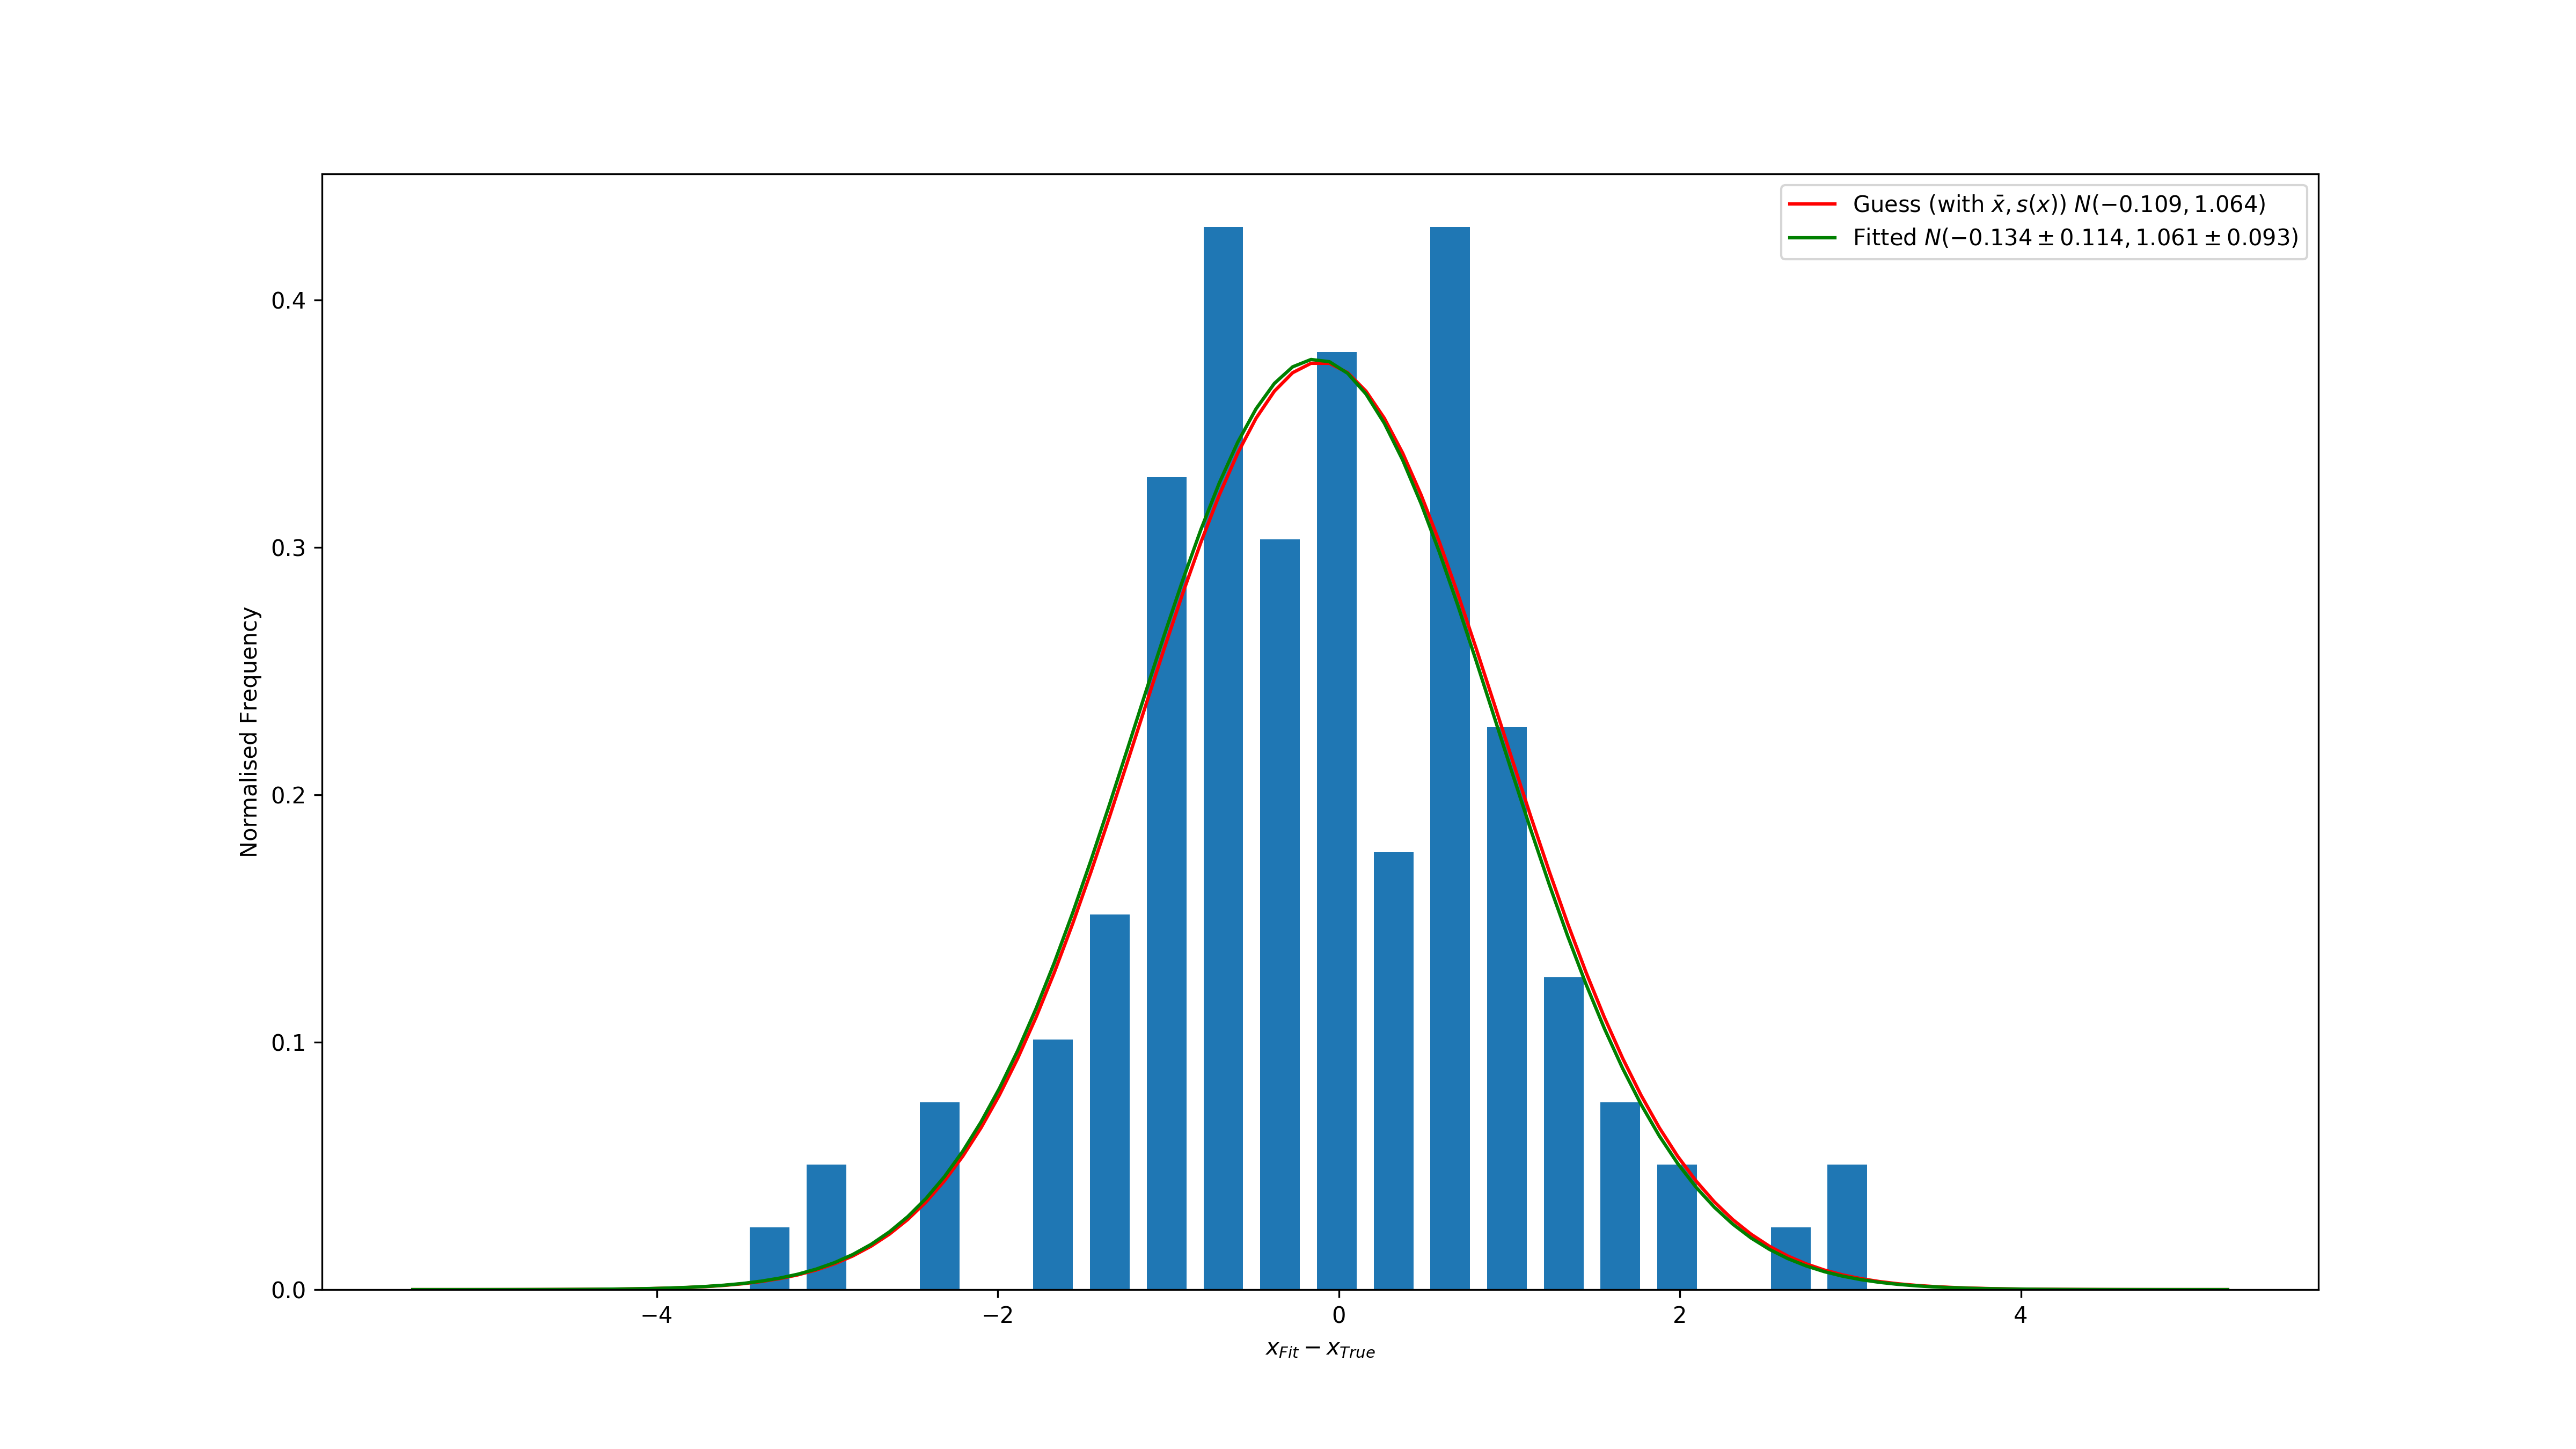 Guess (with x̄, s(x)) N(−0.109, 1.064)
Fitted N(−0.134 ± 0.114, 1.061 ± 0.093)
0.4
0.3
0.2
0.1
0.0
Normalised Frequency
−4 −2 0 2 4
x_Fit − x_True